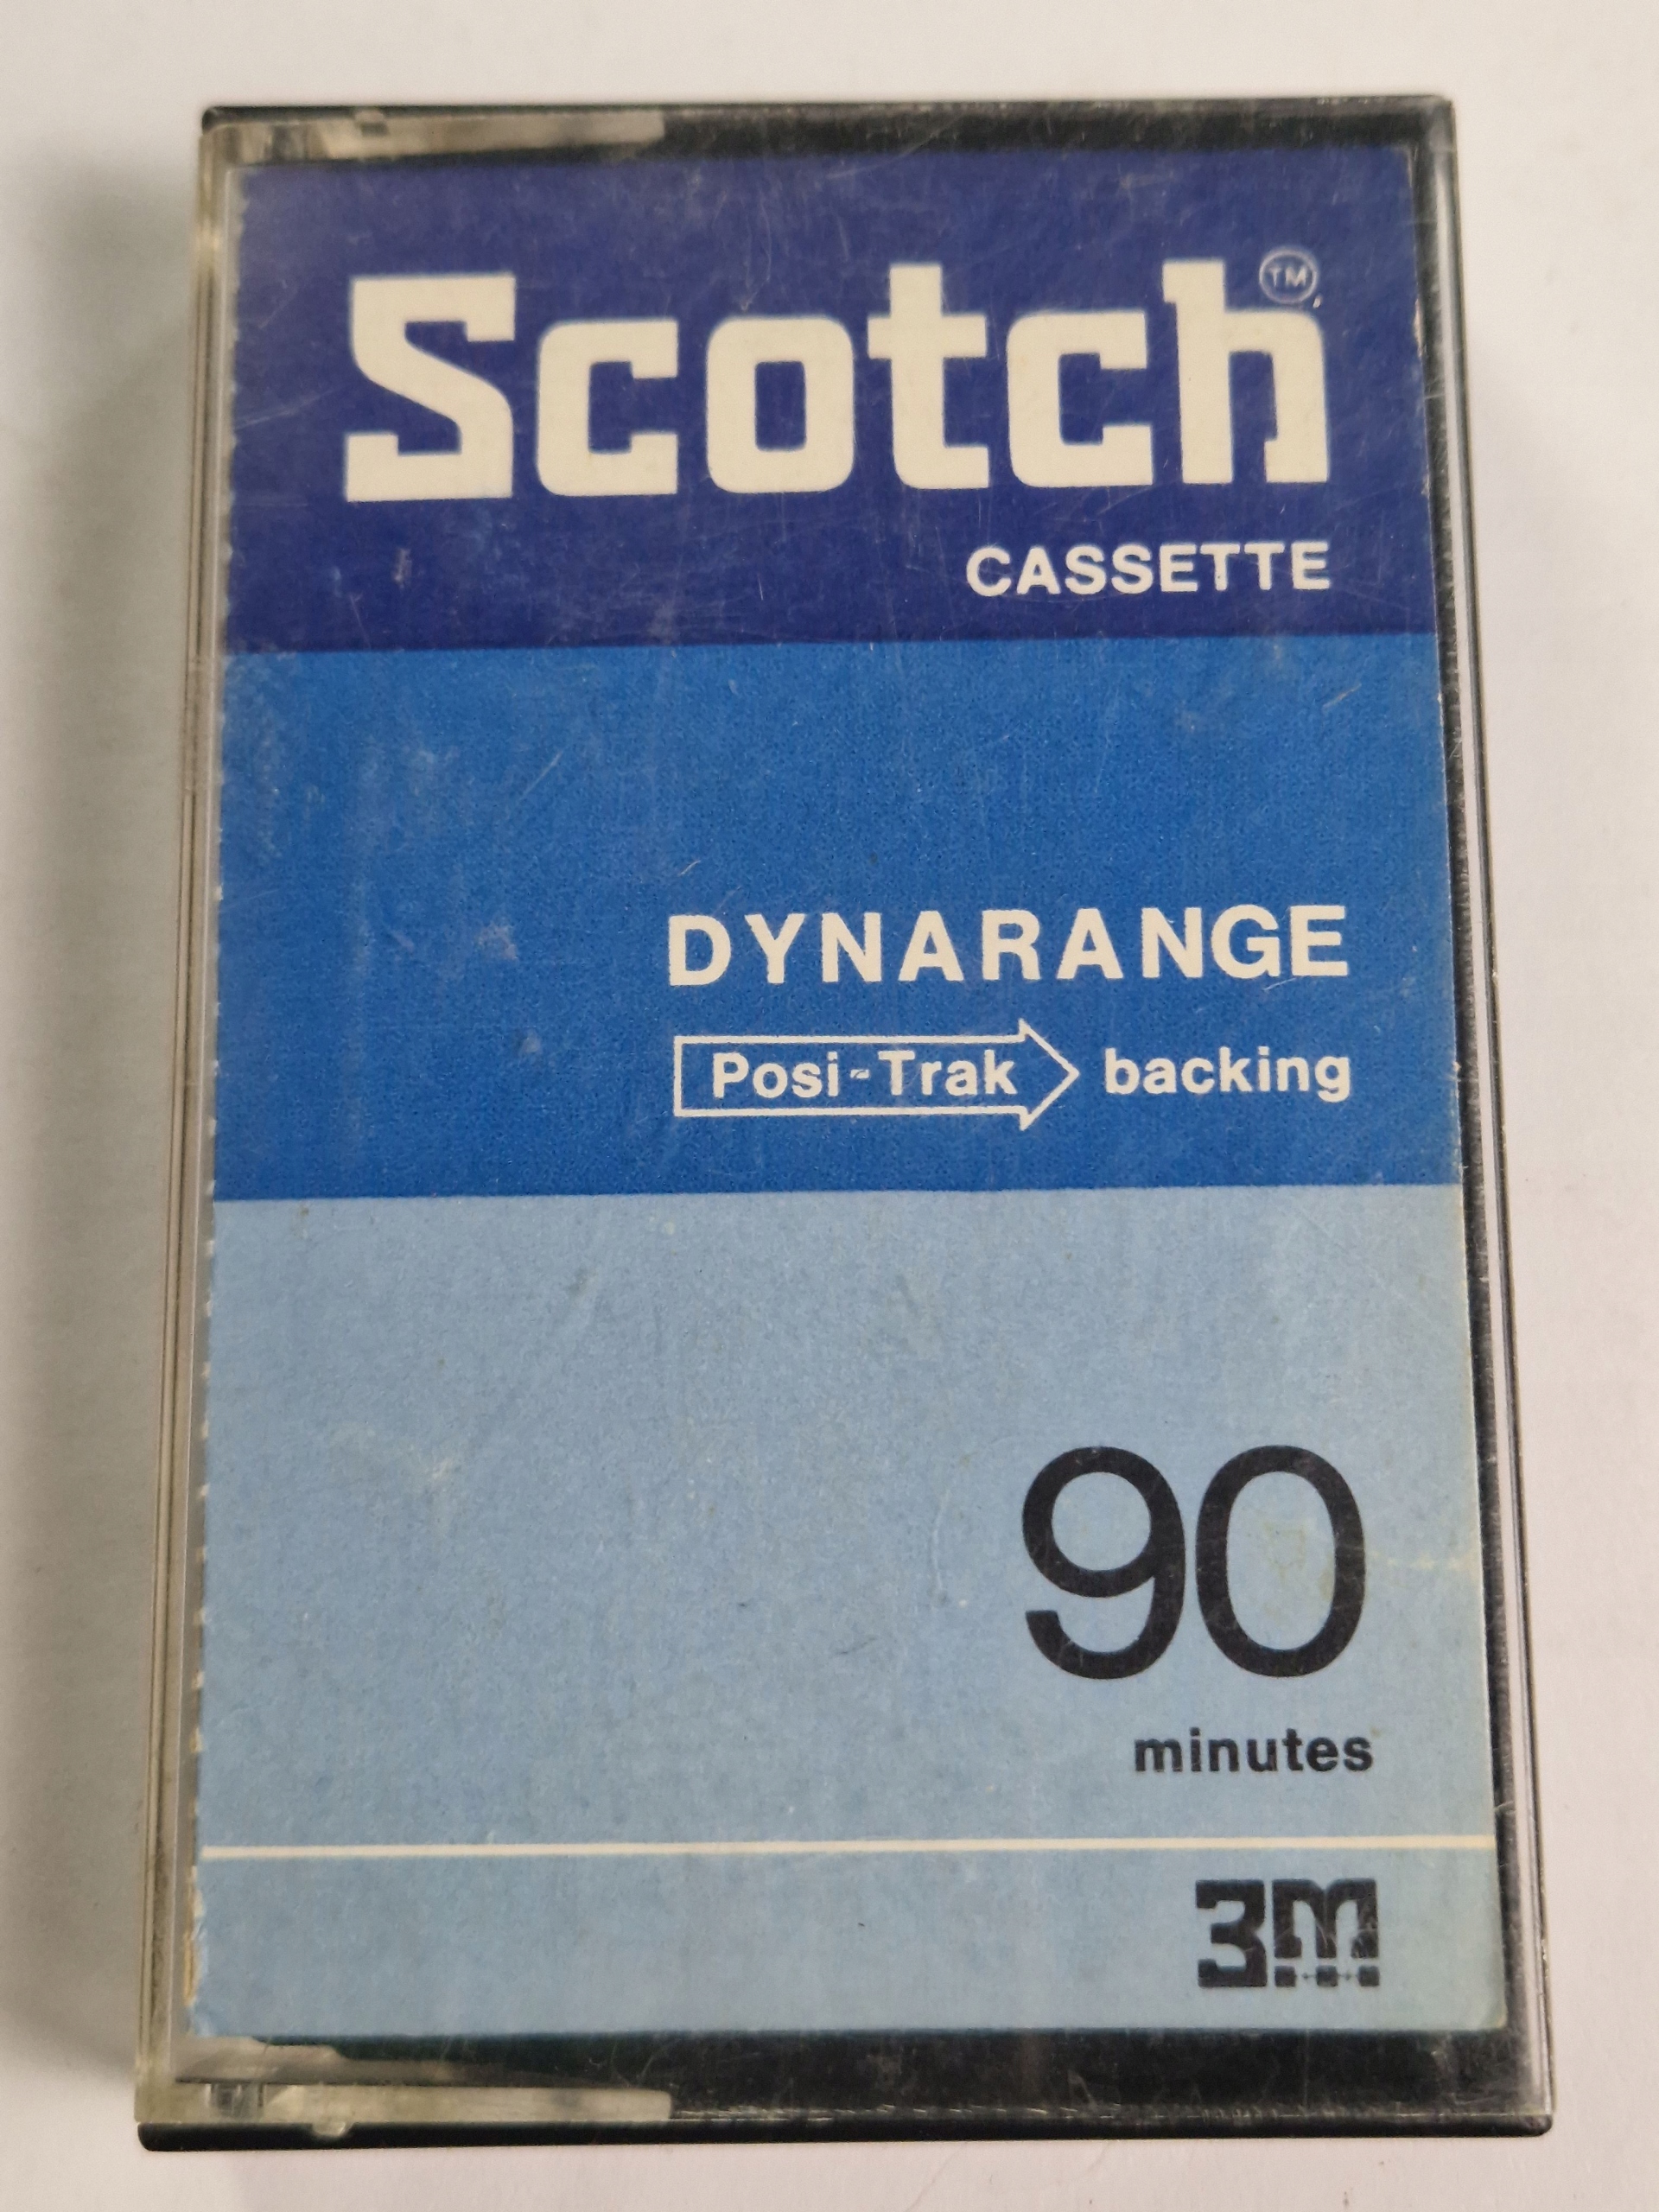 Scotch™
CASSETTE
DYNARANGE
Posi-Trak backing
90
minutes
3M